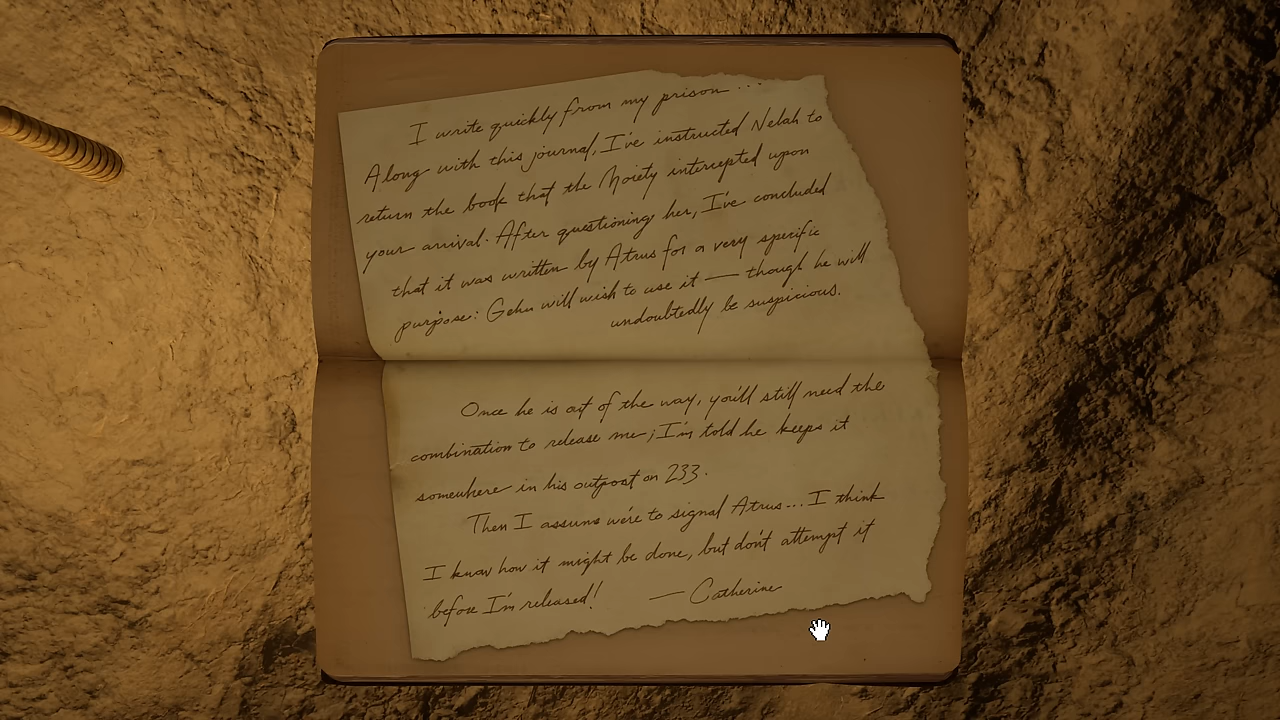 I write quickly from my prison ...
Along with this journal, I've instructed Nelah to
return the book that the Moiety intercepted upon
your arrival. After questioning her, I've concluded
that it was written by Atrus for a very specific
purpose: Gehn will wish to use it — though he will
undoubtedly be suspicious.
Once he is out of the way, you'll still need the
combination to release me; I'm told he keeps it
somewhere in his outpost on 233.
Then I assume we're to signal Atrus... I think
I know how it might be done, but don't attempt it
before I'm released! — Catherine